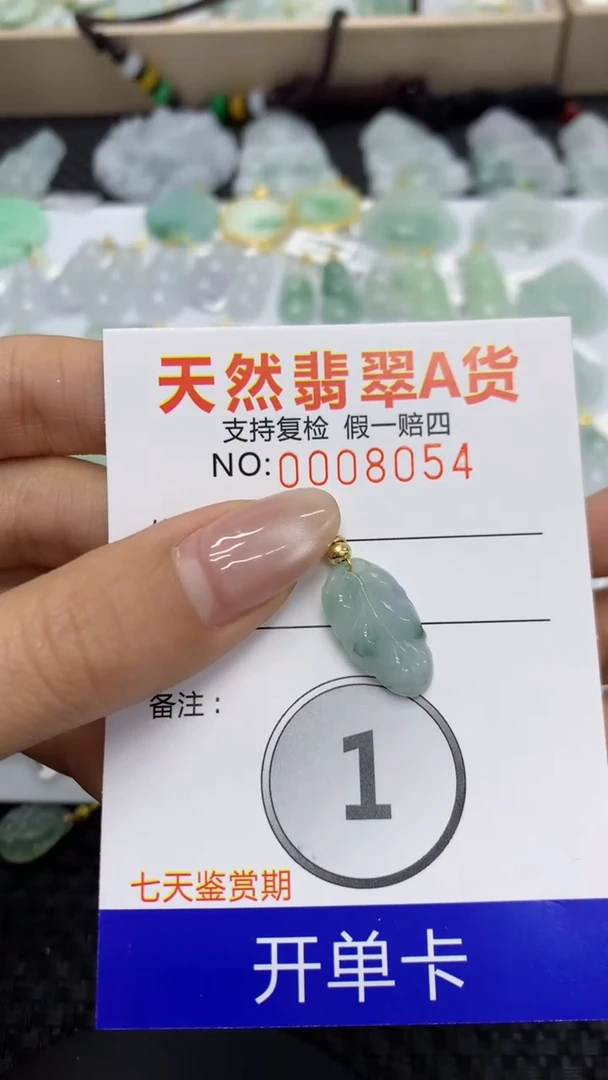 天然翡翠A货
支持复检 假一赔四
NO:0008054
备注：
1
七天鉴赏期
开单卡